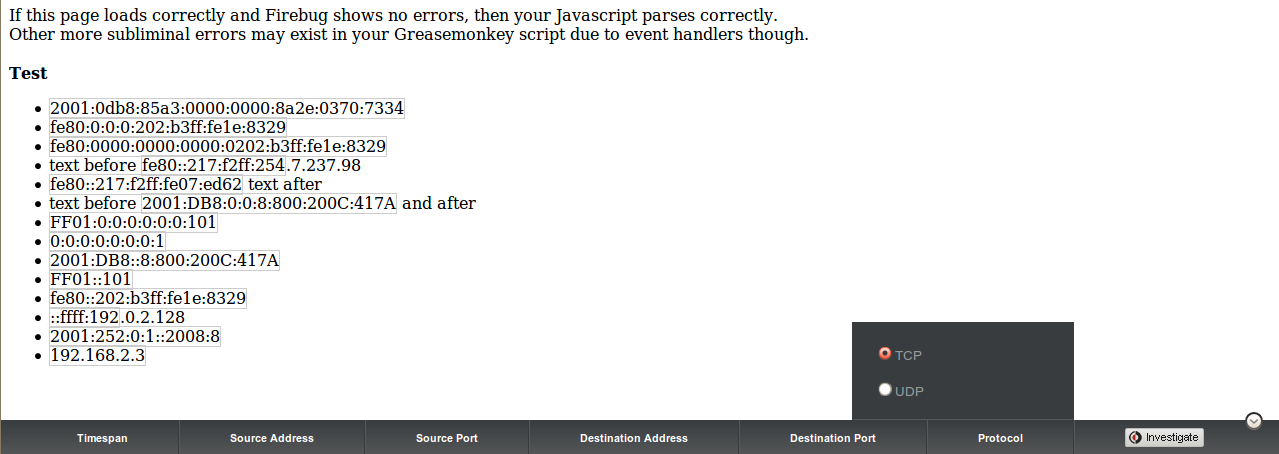 If this page loads correctly and Firebug shows no errors, then your Javascript parses correctly.
Other more subliminal errors may exist in your Greasemonkey script due to event handlers though.
Test
2001:0db8:85a3:0000:0000:8a2e:0370:7334
fe80:0:0:0:202:b3ff:fe1e:8329
fe80:0000:0000:0000:0202:b3ff:fe1e:8329
text before fe80::217:f2ff:254.7.237.98
fe80::217:f2ff:fe07:ed62 text after
text before 2001:DB8:0:0:8:800:200C:417A and after
FF01:0:0:0:0:0:0:101
0:0:0:0:0:0:0:1
2001:DB8::8:800:200C:417A
FF01::101
fe80::202:b3ff:fe1e:8329
::ffff:192.0.2.128
2001:252:0:1::2008:8
192.168.2.3
TCP
UDP
Timespan Source Address Source Port Destination Address Destination Port Protocol Investigate